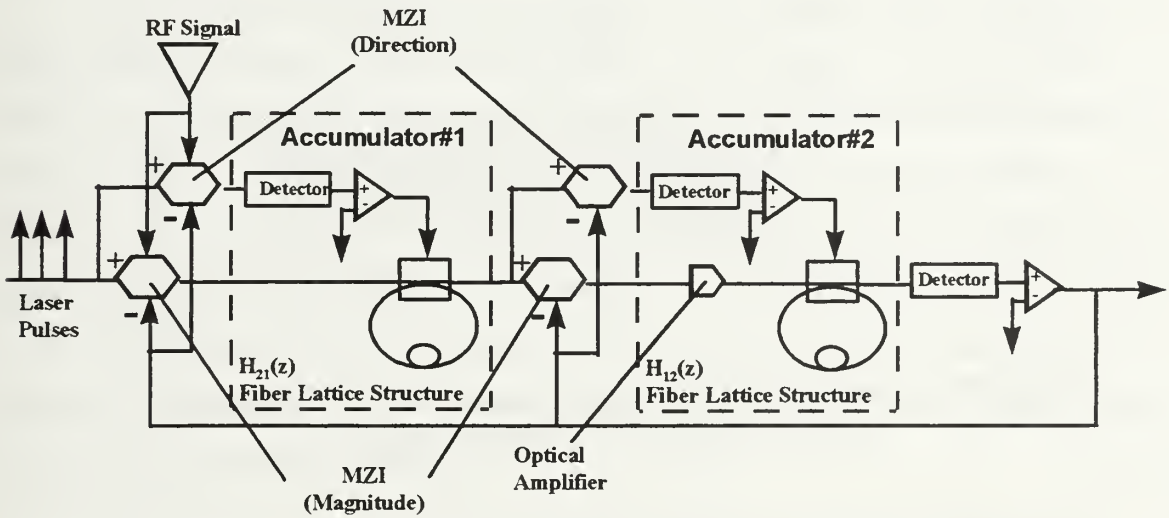 RF Signal
MZI
(Direction)
Accumulator#1
Accumulator#2
+
+
Detector
+
-
Detector
+
-
-
-
+
+
Detector
+
-
Laser
Pulses
-
-
H21(z)
Fiber Lattice Structure
H12(z)
Fiber Lattice Structure
MZI
(Magnitude)
Optical
Amplifier